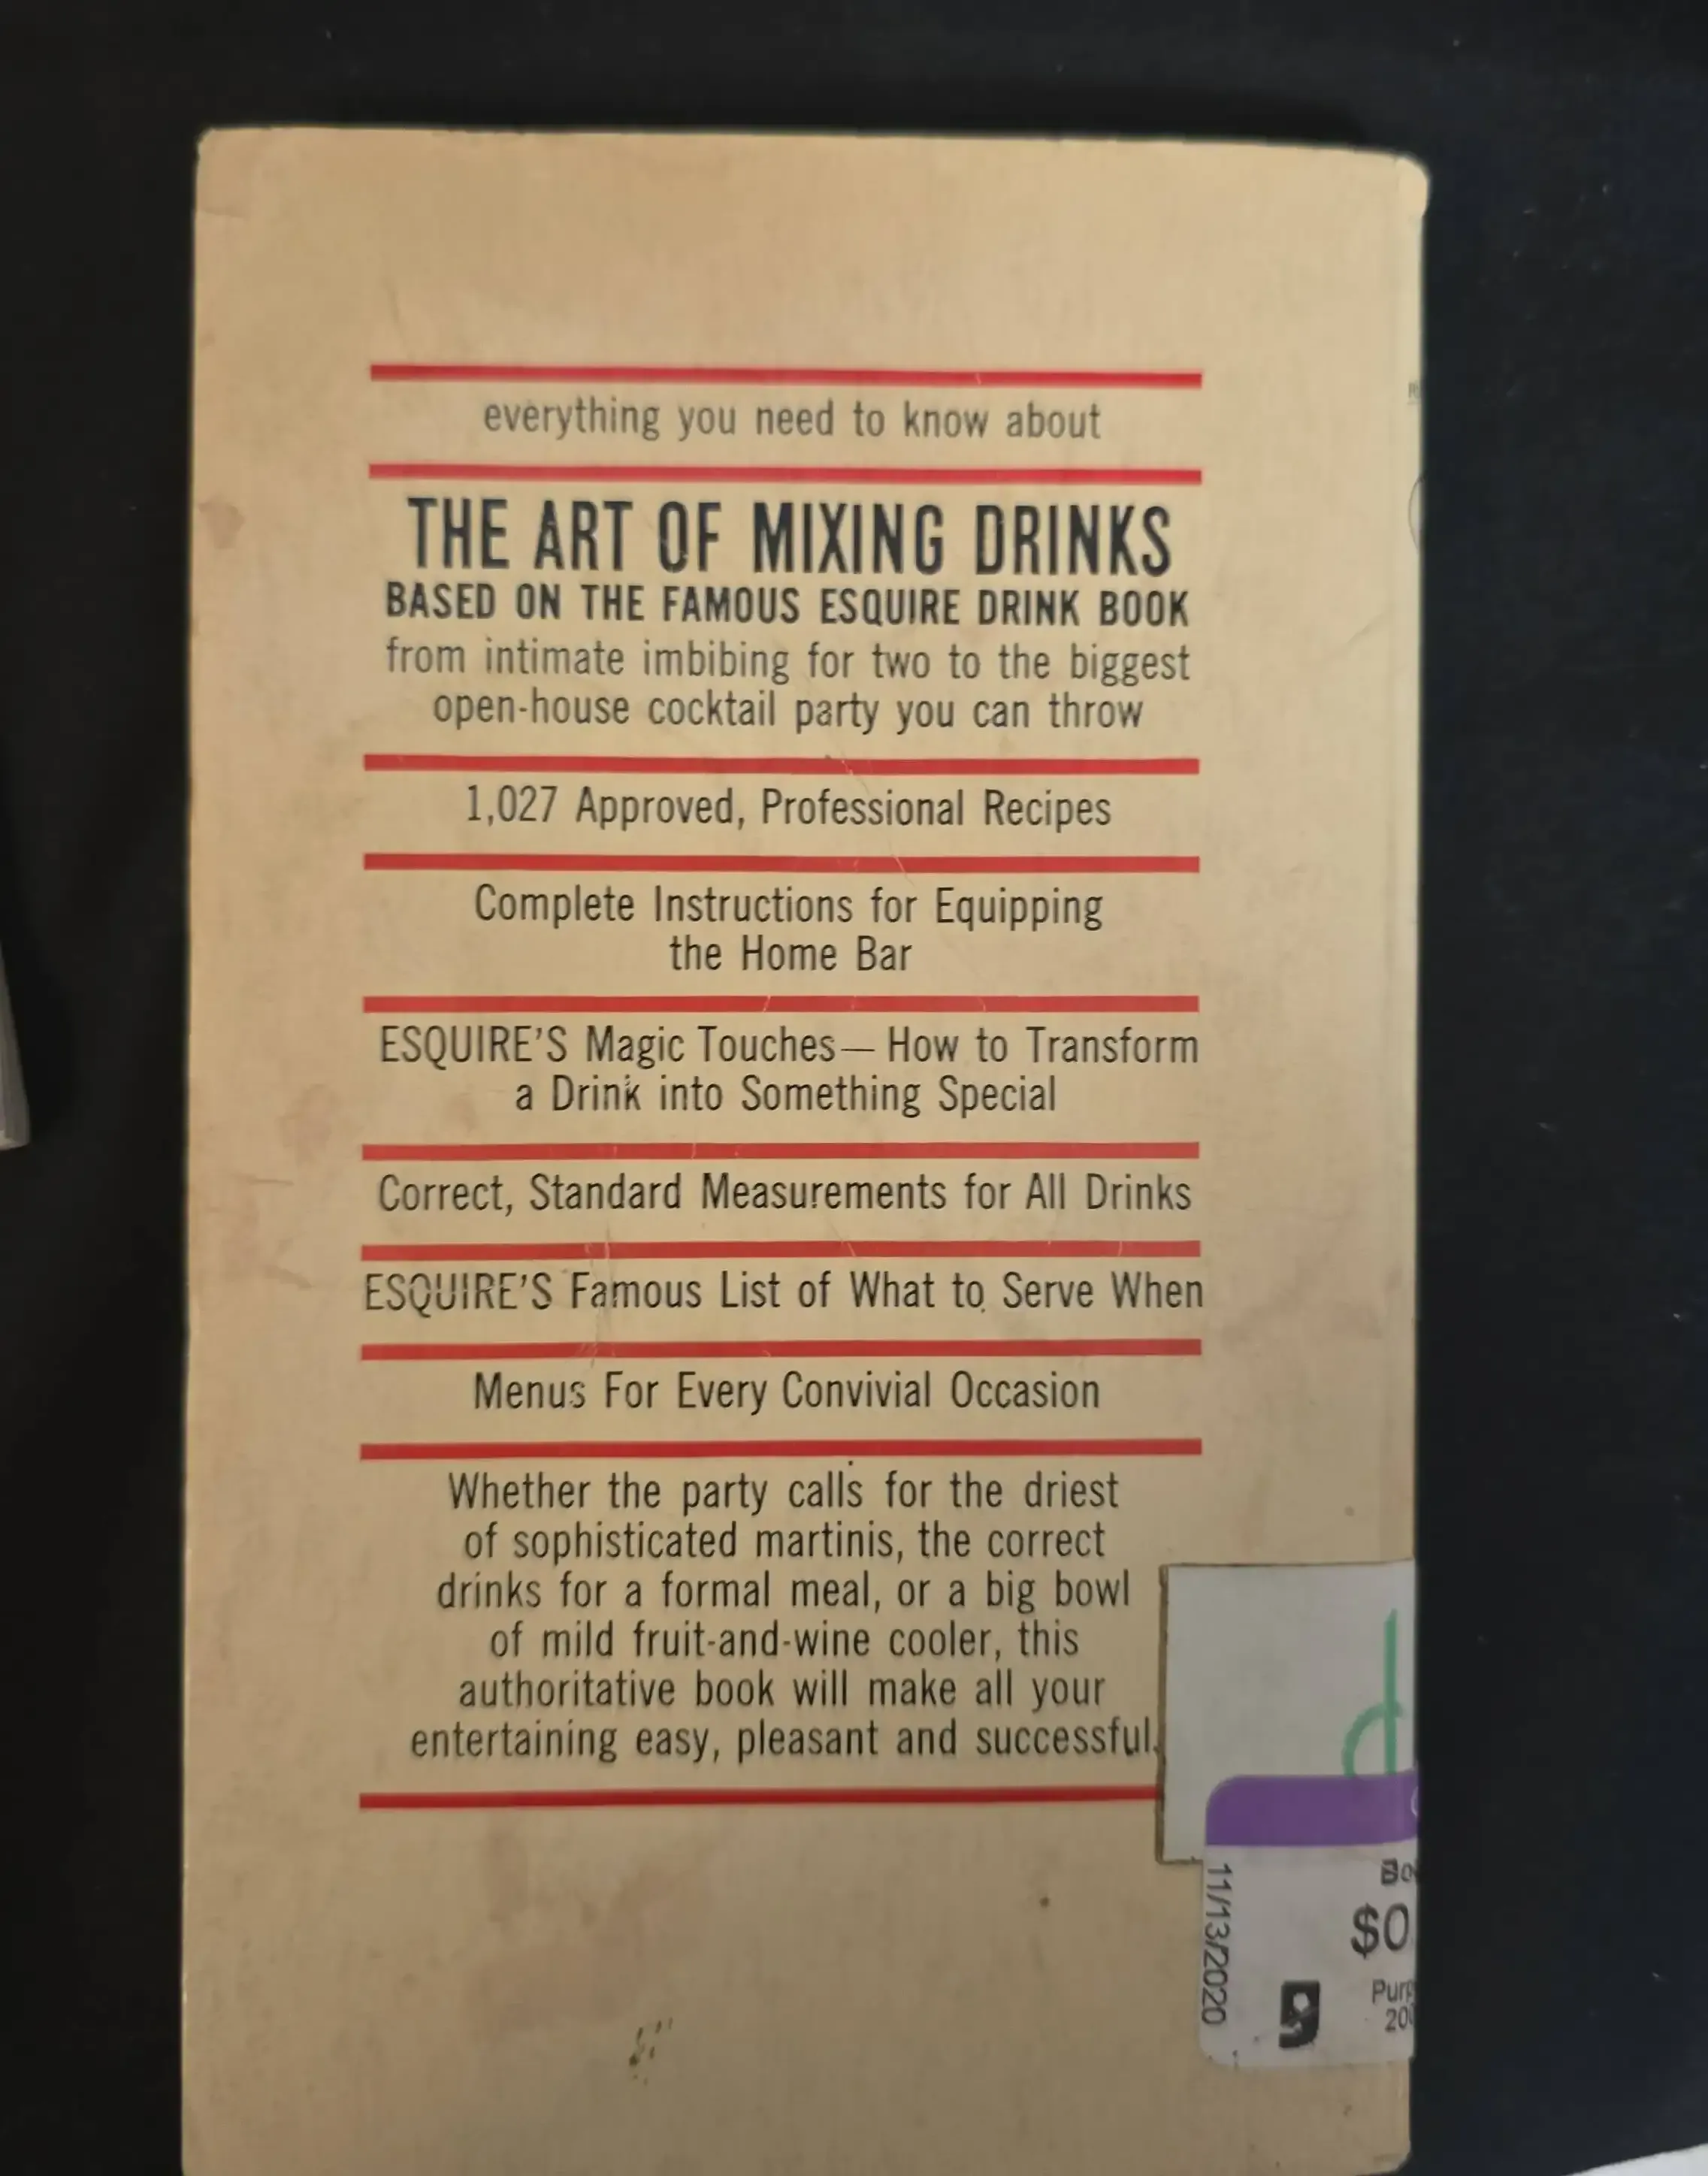 everything you need to know about
THE ART OF MIXING DRINKS
BASED ON THE FAMOUS ESQUIRE DRINK BOOK
from intimate imbibing for two to the biggest
open-house cocktail party you can throw
1,027 Approved, Professional Recipes
Complete Instructions for Equipping
the Home Bar
ESQUIRE'S Magic Touches— How to Transform
a Drink into Something Special
Correct, Standard Measurements for All Drinks
ESQUIRE'S Famous List of What to Serve When
Menus For Every Convivial Occasion
Whether the party calls for the driest
of sophisticated martinis, the correct
drinks for a formal meal, or a big bowl
of mild fruit-and-wine cooler, this
authoritative book will make all your
entertaining easy, pleasant and successful.
11/13/2020
$0